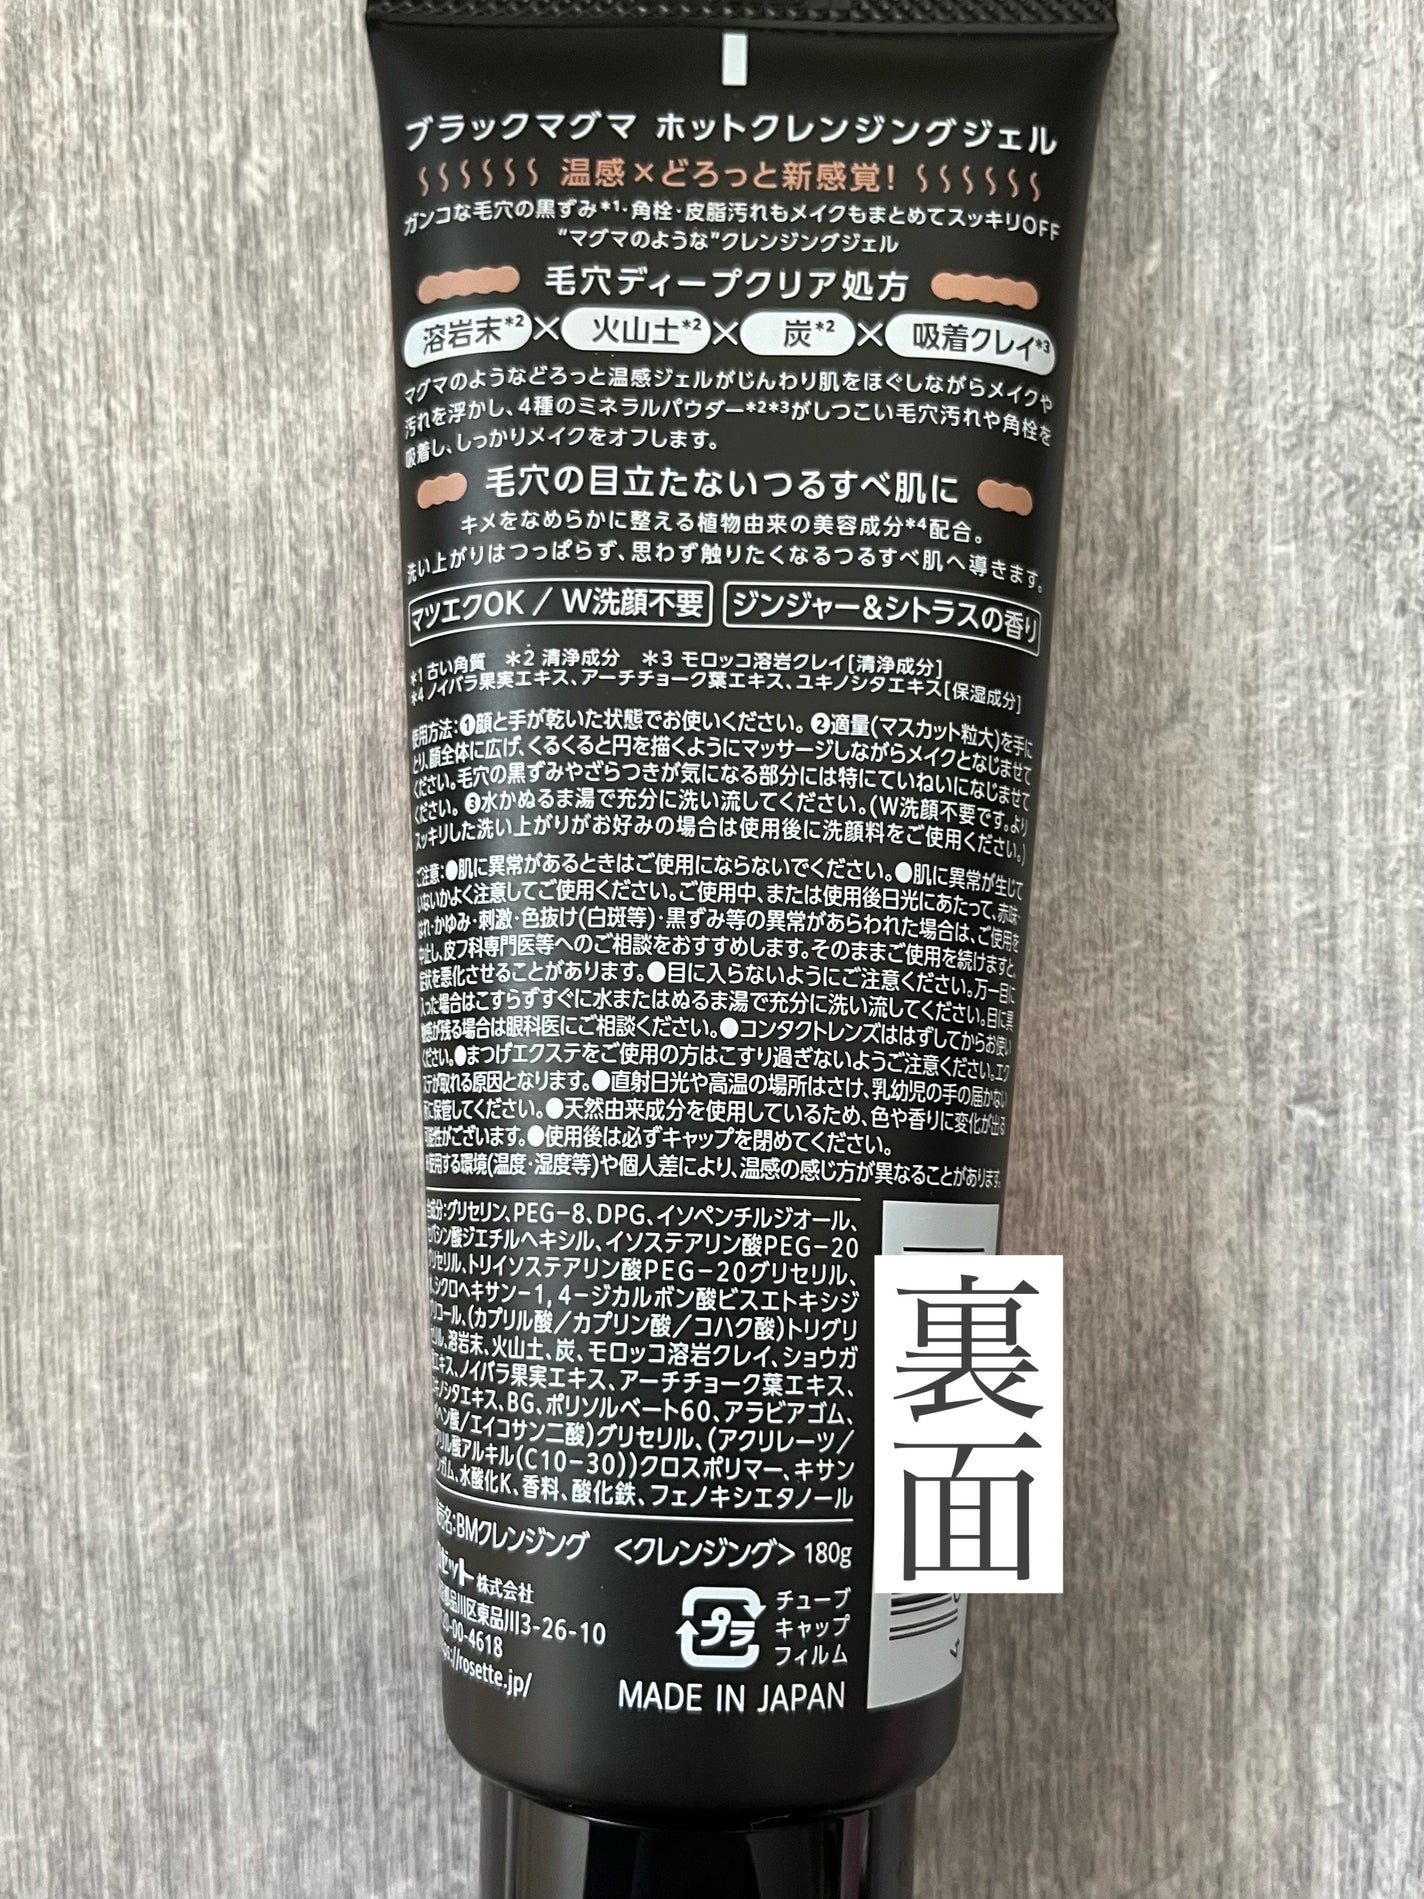 ブラックマグマ ホットクレンジングジェル
温感×どろっと新感覚!
ガンコな毛穴の黒ずみ*1・角栓・皮脂汚れもメイクもまとめてスッキリOFF
“マグマのような”クレンジングジェル
毛穴ディープクリア処方
溶岩末*2×火山土*2×炭*2×吸着クレイ*3
マグマのようなどろっと温感ジェルがじんわり肌をほぐしながらメイクや
汚れを浮かし、4種のミネラルパウダー*2*3がしつこい毛穴汚れや角栓を
吸着し、しっかりメイクをオフします。
毛穴の目立たないつるすべ肌に
キメをなめらかに整える植物由来の美容成分*4配合。
洗い上がりはつっぱらず、思わず触りたくなるつるすべ肌へ導きます。
マツエクOK / W洗顔不要 ジンジャー&シトラスの香り
*1 古い角質 *2 清浄成分 *3 モロッコ溶岩クレイ[清浄成分]
*4 ノイバラ果実エキス、アーチチョーク葉エキス、ユキノシタエキス[保湿成分]
使用方法:❶顔と手が乾いた状態でお使いください。❷適量(マスカット粒大)を手に
とり、顔全体に広げ、くるくると円を描くようにマッサージしながらメイクとなじませて
ください。毛穴の黒ずみやざらつきが気になる部分には特にていねいになじませて
ください。❸水かぬるま湯で充分に洗い流してください。(W洗顔不要です。より
スッキリした洗い上がりがお好みの場合は使用後に洗顔料をご使用ください。)
ご注意:●肌に異常があるときはご使用にならないでください。●肌に異常が生じて
いないかよく注意してご使用ください。ご使用中、または使用後日光にあたって、赤味・
はれ・かゆみ・刺激・色抜け(白斑等)・黒ずみ等の異常があらわれた場合は、ご使用を
中止し、皮フ科専門医等へのご相談をおすすめします。そのままご使用を続けますと、
症状を悪化させることがあります。●目に入らないようにご注意ください。万一目に
入った場合はこすらずすぐに水またはぬるま湯で充分に洗い流してください。目に異
物感が残る場合は眼科医にご相談ください。●コンタクトレンズははずしてからお使い
ください。●まつげエクステをご使用の方はこすり過ぎないようご注意ください。エク
ステが取れる原因となります。●直射日光や高温の場所はさけ、乳幼児の手の届かない
所に保管してください。●天然由来成分を使用しているため、色や香りに変化が出る
可能性がございます。●使用後は必ずキャップを閉めてください。
使用する環境(温度・湿度等)や個人差により、温感の感じ方が異なることがあります。
成分:グリセリン、PEG-8、DPG、イソペンチルジオール、
セバシン酸ジエチルヘキシル、イソステアリン酸PEG-20
グリセリル、トリイソステアリン酸PEG-20グリセリル、
シクロヘキサン-1,4-ジカルボン酸ビスエトキシジ
グリコール、(カプリル酸/カプリン酸/コハク酸)トリグリ
セリル、溶岩末、火山土、炭、モロッコ溶岩クレイ、ショウガ
エキス、ノイバラ果実エキス、アーチチョーク葉エキス、
ユキノシタエキス、BG、ポリソルベート60、アラビアゴム、
ヘン酸/エイコサン二酸)グリセリル、(アクリレーツ/
アクリル酸アルキル(C10-30))クロスポリマー、キサン
タンガム、水酸化K、香料、酸化鉄、フェノキシエタノール
名:BMクレンジング <クレンジング> 180g
ロゼット 株式会社
品川区東品川3-26-10
00-4618
://rosette.jp/
プラ
チューブ
キャップ
フィルム
MADE IN JAPAN
裏面